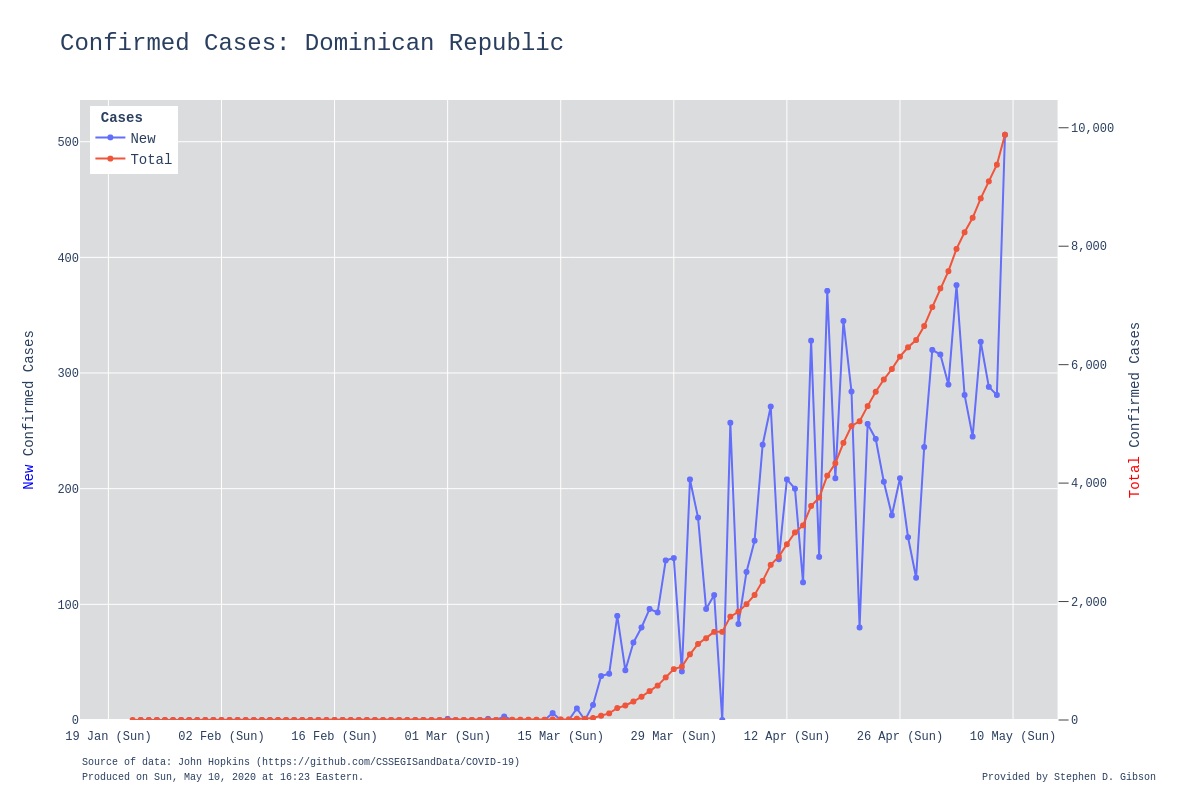 Confirmed Cases: Dominican Republic
Cases
New
Total
500
400
300
200
100
0
New Confirmed Cases
10,000
8,000
6,000
4,000
2,000
0
Total Confirmed Cases
19 Jan (Sun) 02 Feb (Sun) 16 Feb (Sun) 01 Mar (Sun) 15 Mar (Sun) 29 Mar (Sun) 12 Apr (Sun) 26 Apr (Sun) 10 May (Sun)
Source of data: John Hopkins (https://github.com/CSSEGISandData/COVID-19)
Produced on Sun, May 10, 2020 at 16:23 Eastern.
Provided by Stephen D. Gibson